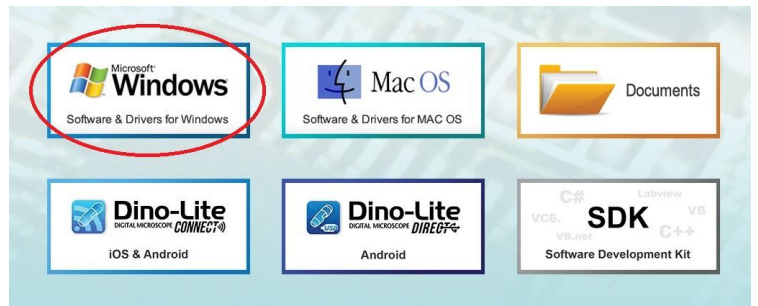 Microsoft®
Windows
Software & Drivers for Windows
Mac OS
Software & Drivers for MAC OS
Documents
Dino-Lite
DIGITAL MICROSCOPE CONNECT
iOS & Android
USB
Dino-Lite
DIGITAL MICROSCOPE DIRECT
Android
C# Labview
VC6. SDK VB
VB.net C++
Software Development Kit